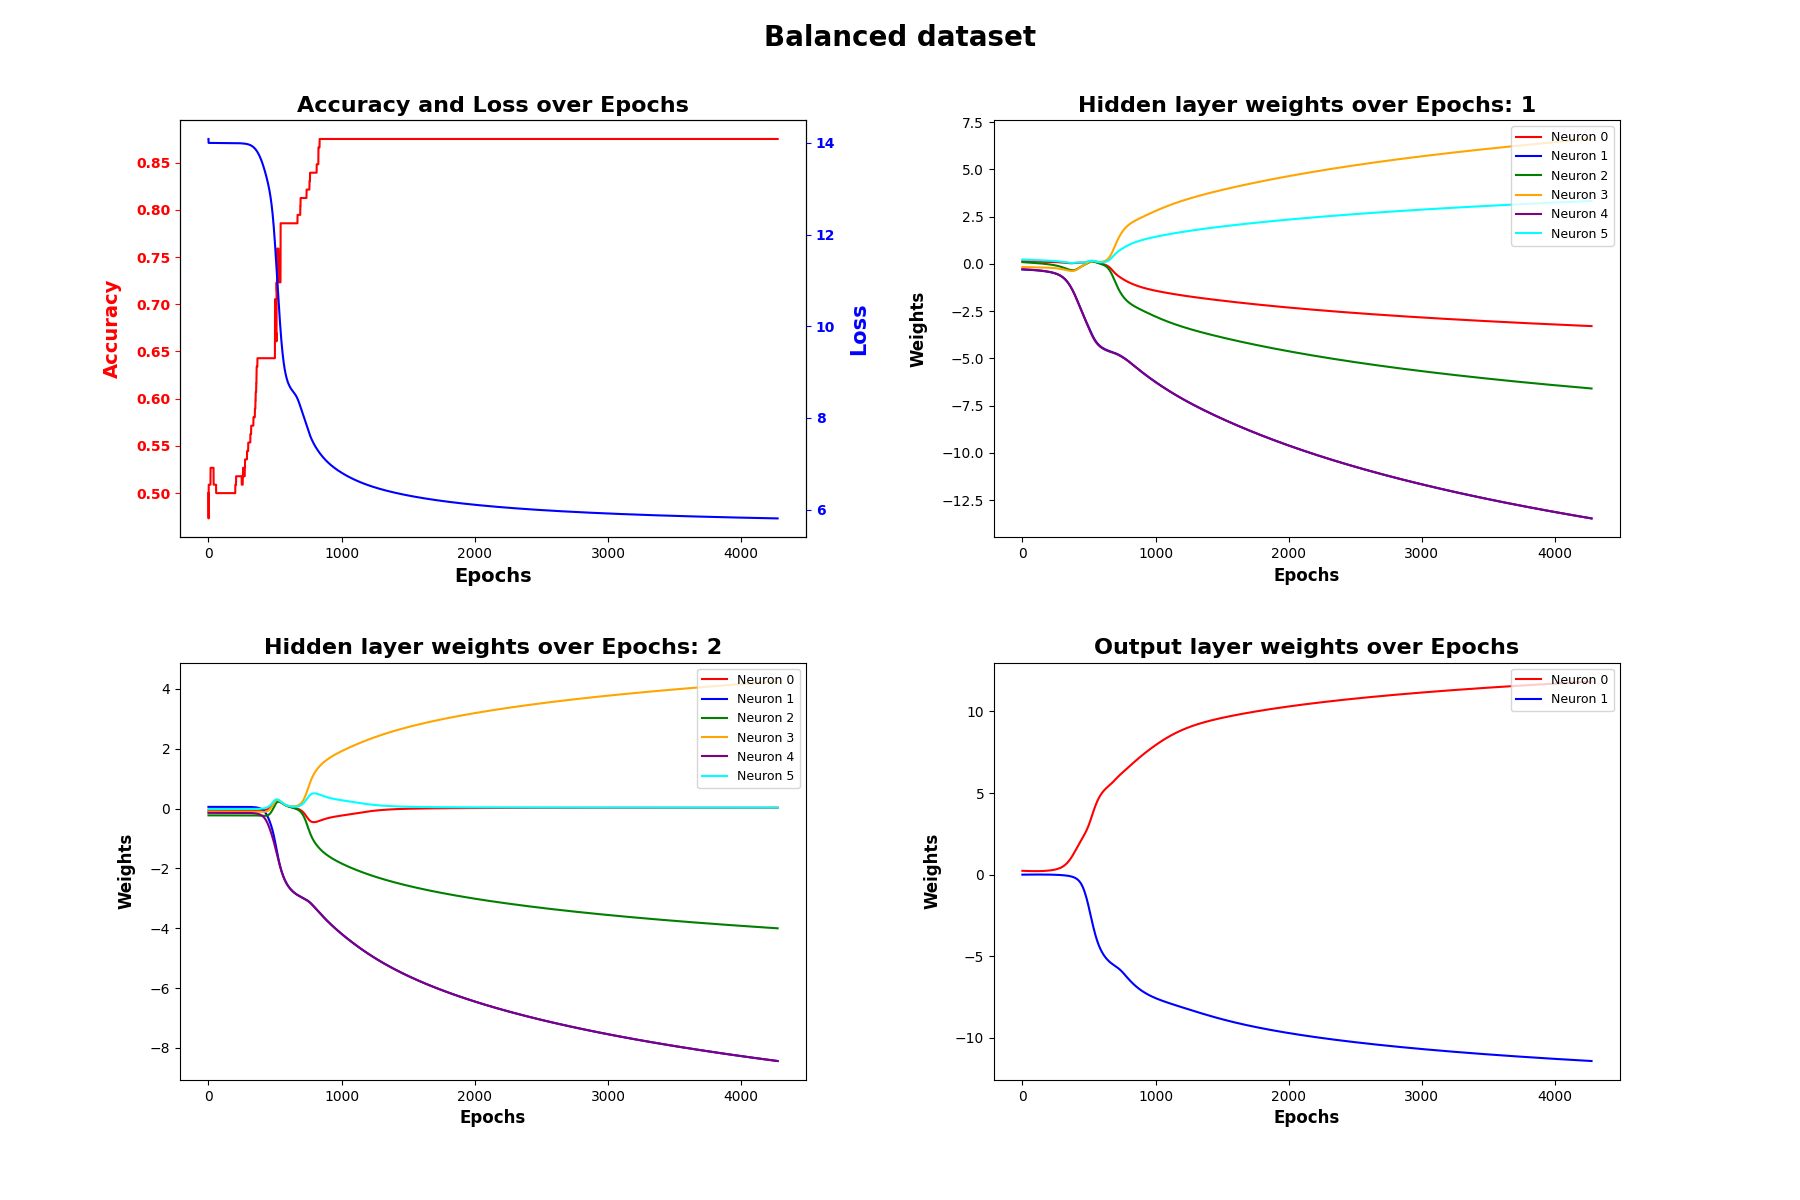 Balanced dataset
Accuracy and Loss over Epochs
0.85
0.80
0.75
0.70
0.65
0.60
0.55
0.50
Accuracy
14
12
10
8
6
Loss
0 1000 2000 3000 4000
Epochs
Hidden layer weights over Epochs: 1
7.5
5.0
2.5
0.0
−2.5
−5.0
−7.5
−10.0
−12.5
Weights
Neuron 0
Neuron 1
Neuron 2
Neuron 3
Neuron 4
Neuron 5
0 1000 2000 3000 4000
Epochs
Hidden layer weights over Epochs: 2
4
2
0
−2
−4
−6
−8
Weights
Neuron 0
Neuron 1
Neuron 2
Neuron 3
Neuron 4
Neuron 5
0 1000 2000 3000 4000
Epochs
Output layer weights over Epochs
10
5
0
−5
−10
Weights
Neuron 0
Neuron 1
0 1000 2000 3000 4000
Epochs